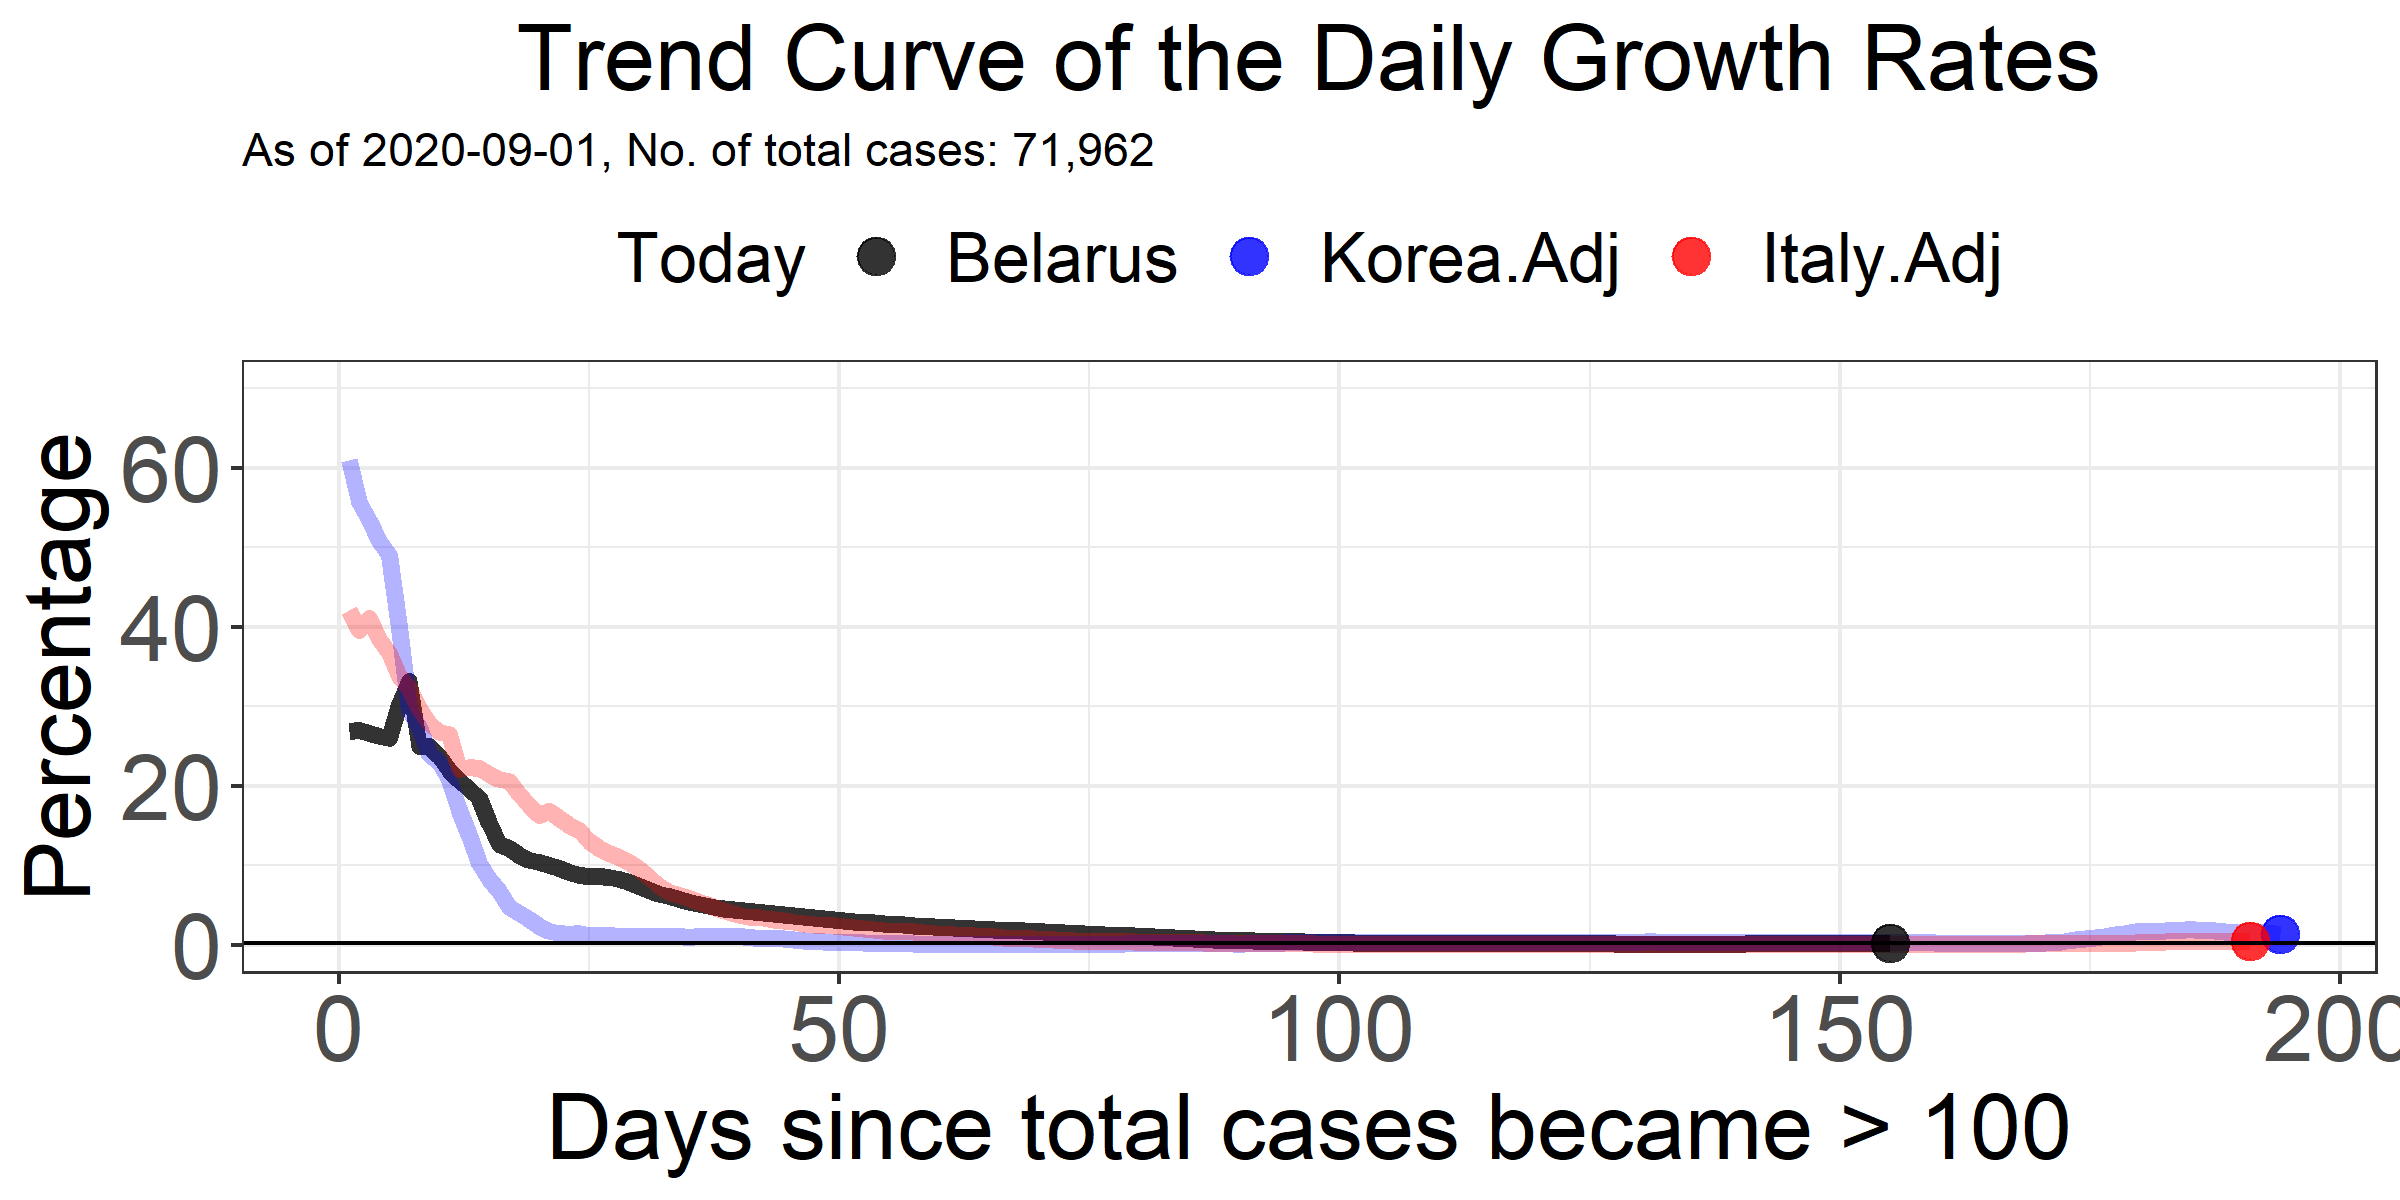 Trend Curve of the Daily Growth Rates
As of 2020-09-01, No. of total cases: 71,962
Today Belarus Korea.Adj Italy.Adj
Percentage
60
40
20
0
0 50 100 150 200
Days since total cases became > 100